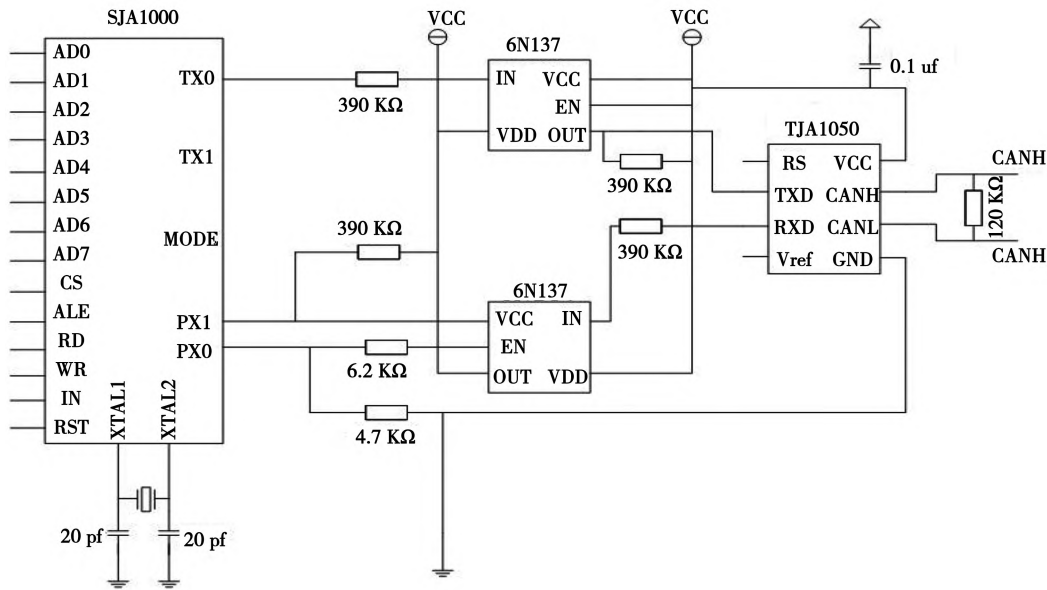 SJA1000
VCC
VCC
6N137
AD0
AD1
AD2
AD3
AD4
AD5
AD6
AD7
CS
ALE
RD
WR
IN
RST
TX0
TX1
MODE
PX1
PX0
XTAL1
XTAL2
20 pf
20 pf
390 KΩ
390 KΩ
6.2 KΩ
4.7 KΩ
IN
VCC
EN
VDD
OUT
390 KΩ
390 KΩ
6N137
VCC
IN
EN
OUT
VDD
0.1 uf
TJA1050
RS
VCC
TXD
CANH
RXD
CANL
Vref
GND
CANH
120 KΩ
CANH